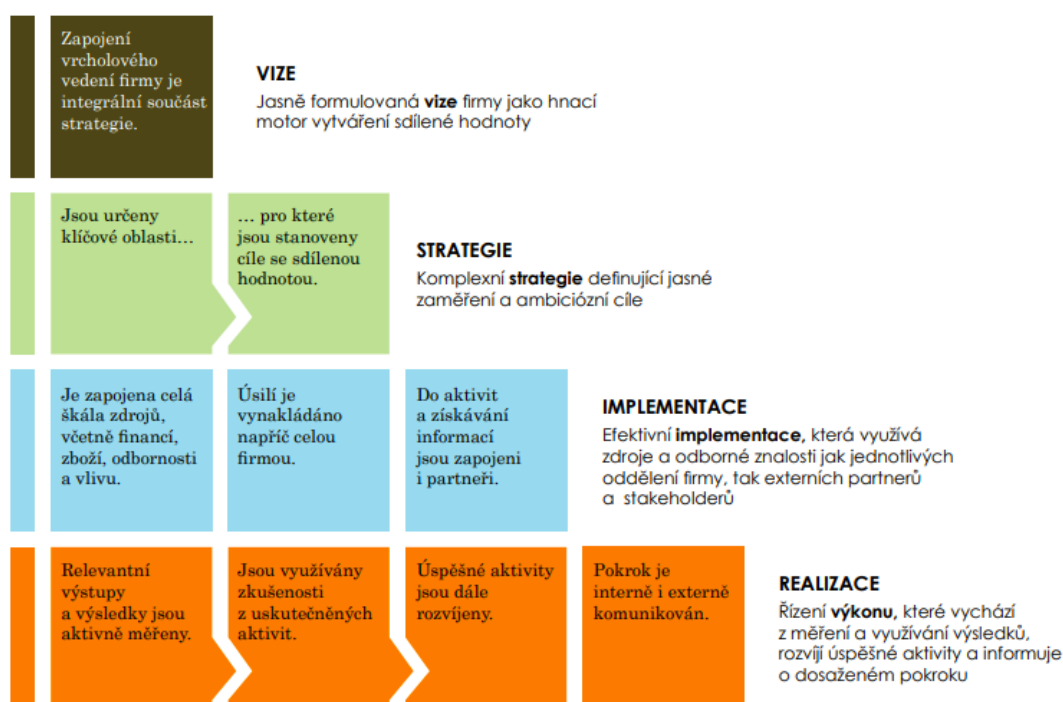 Zapojení
vrcholového
vedení firmy je
integrální součást
strategie.
VIZE
Jasně formulovaná vize firmy jako hnací
motor vytváření sdílené hodnoty
Jsou určeny
klíčové oblasti…
… pro které
jsou stanoveny
cíle se sdílenou
hodnotou.
STRATEGIE
Komplexní strategie definující jasné
zaměření a ambiciózní cíle
Je zapojena celá
škála zdrojů,
včetně financí,
zboží, odbornosti
a vlivu.
Úsilí je
vynakládáno
napříč celou
firmou.
Do aktivit
a získávání
informací
jsou zapojeni
i partneři.
IMPLEMENTACE
Efektivní implementace, která využívá
zdroje a odborné znalosti jak jednotlivých
oddělení firmy, tak externích partnerů
a stakeholderů
Relevantní
výstupy
a výsledky jsou
aktivně měřeny.
Jsou využívány
zkušenosti
z uskutečněných
aktivit.
Úspěšné aktivity
jsou dále
rozvíjeny.
Pokrok je
interně i externě
komunikován.
REALIZACE
Řízení výkonu, které vychází
z měření a využívání výsledků,
rozvíjí úspěšné aktivity a informuje
o dosaženém pokroku